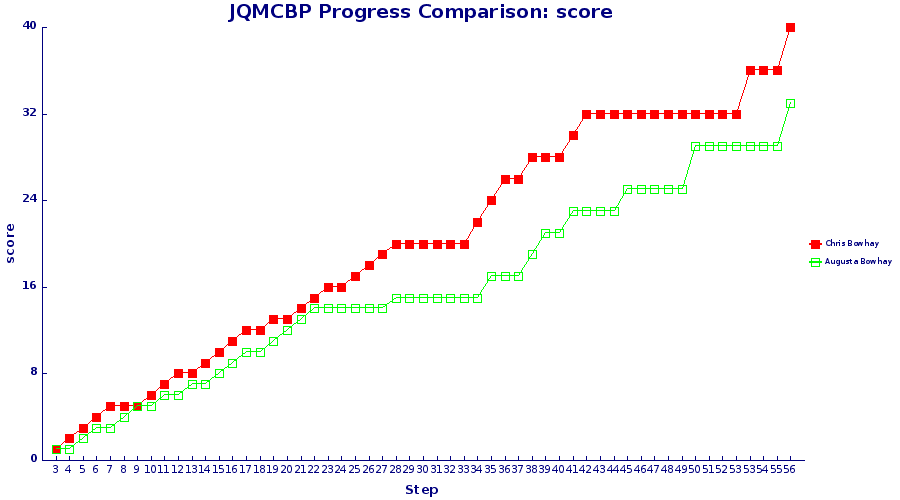 JQMCBP Progress Comparison: score
40
32
24
16
8
0
score
3 4 5 6 7 8 9 10 11 12 13 14 15 16 17 18 19 20 21 22 23 24 25 26 27 28 29 30 31 32 33 34 35 36 37 38 39 40 41 42 43 44 45 46 47 48 49 50 51 52 53 53 54 55 56
Step
Chris Bowhay
Augusta Bowhay